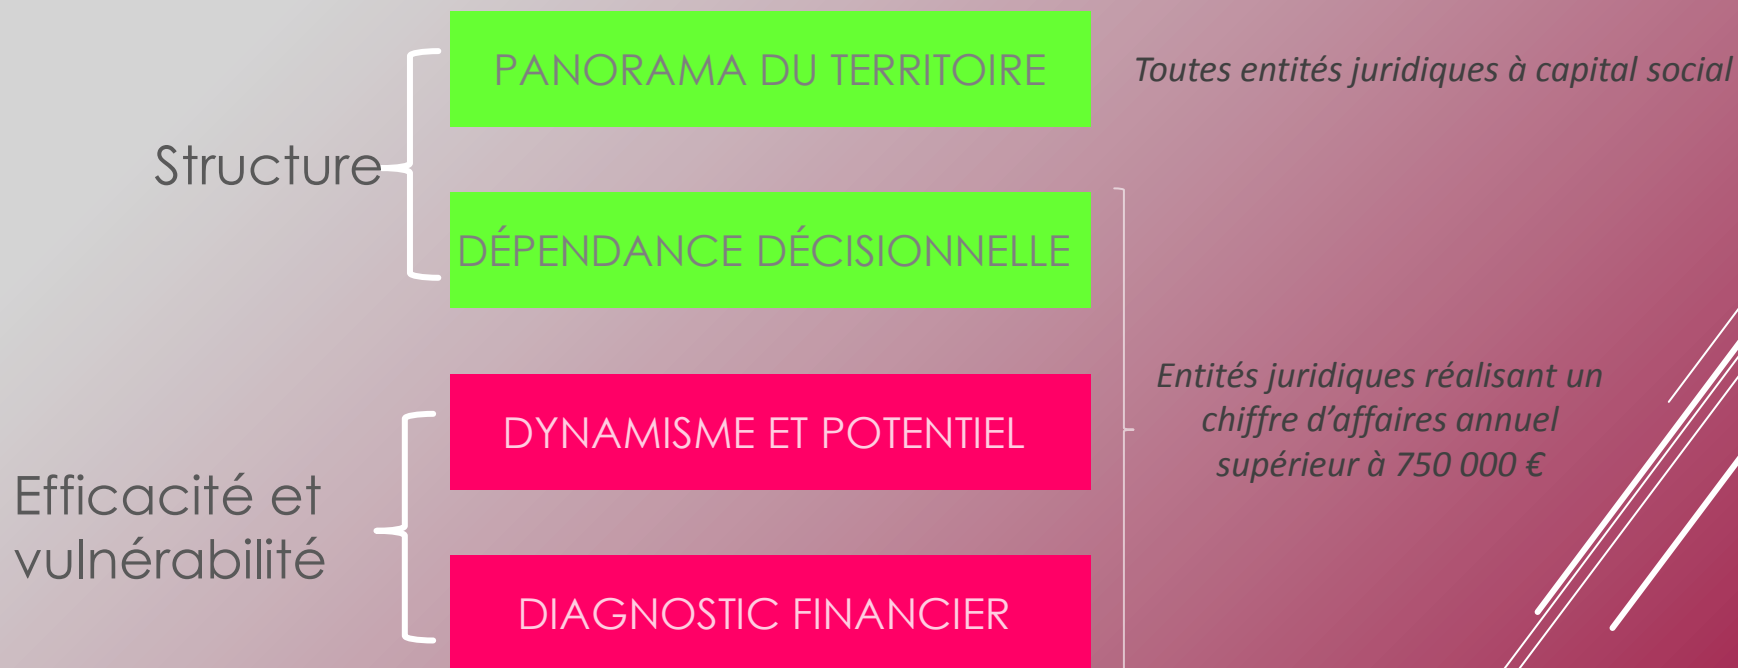 PANORAMA DU TERRITOIRE
Toutes entités juridiques à capital social
Structure
DÉPENDANCE DÉCISIONNELLE
DYNAMISME ET POTENTIEL
Entités juridiques réalisant un
chiffre d’affaires annuel
supérieur à 750 000 €
Efficacité et
vulnérabilité
DIAGNOSTIC FINANCIER